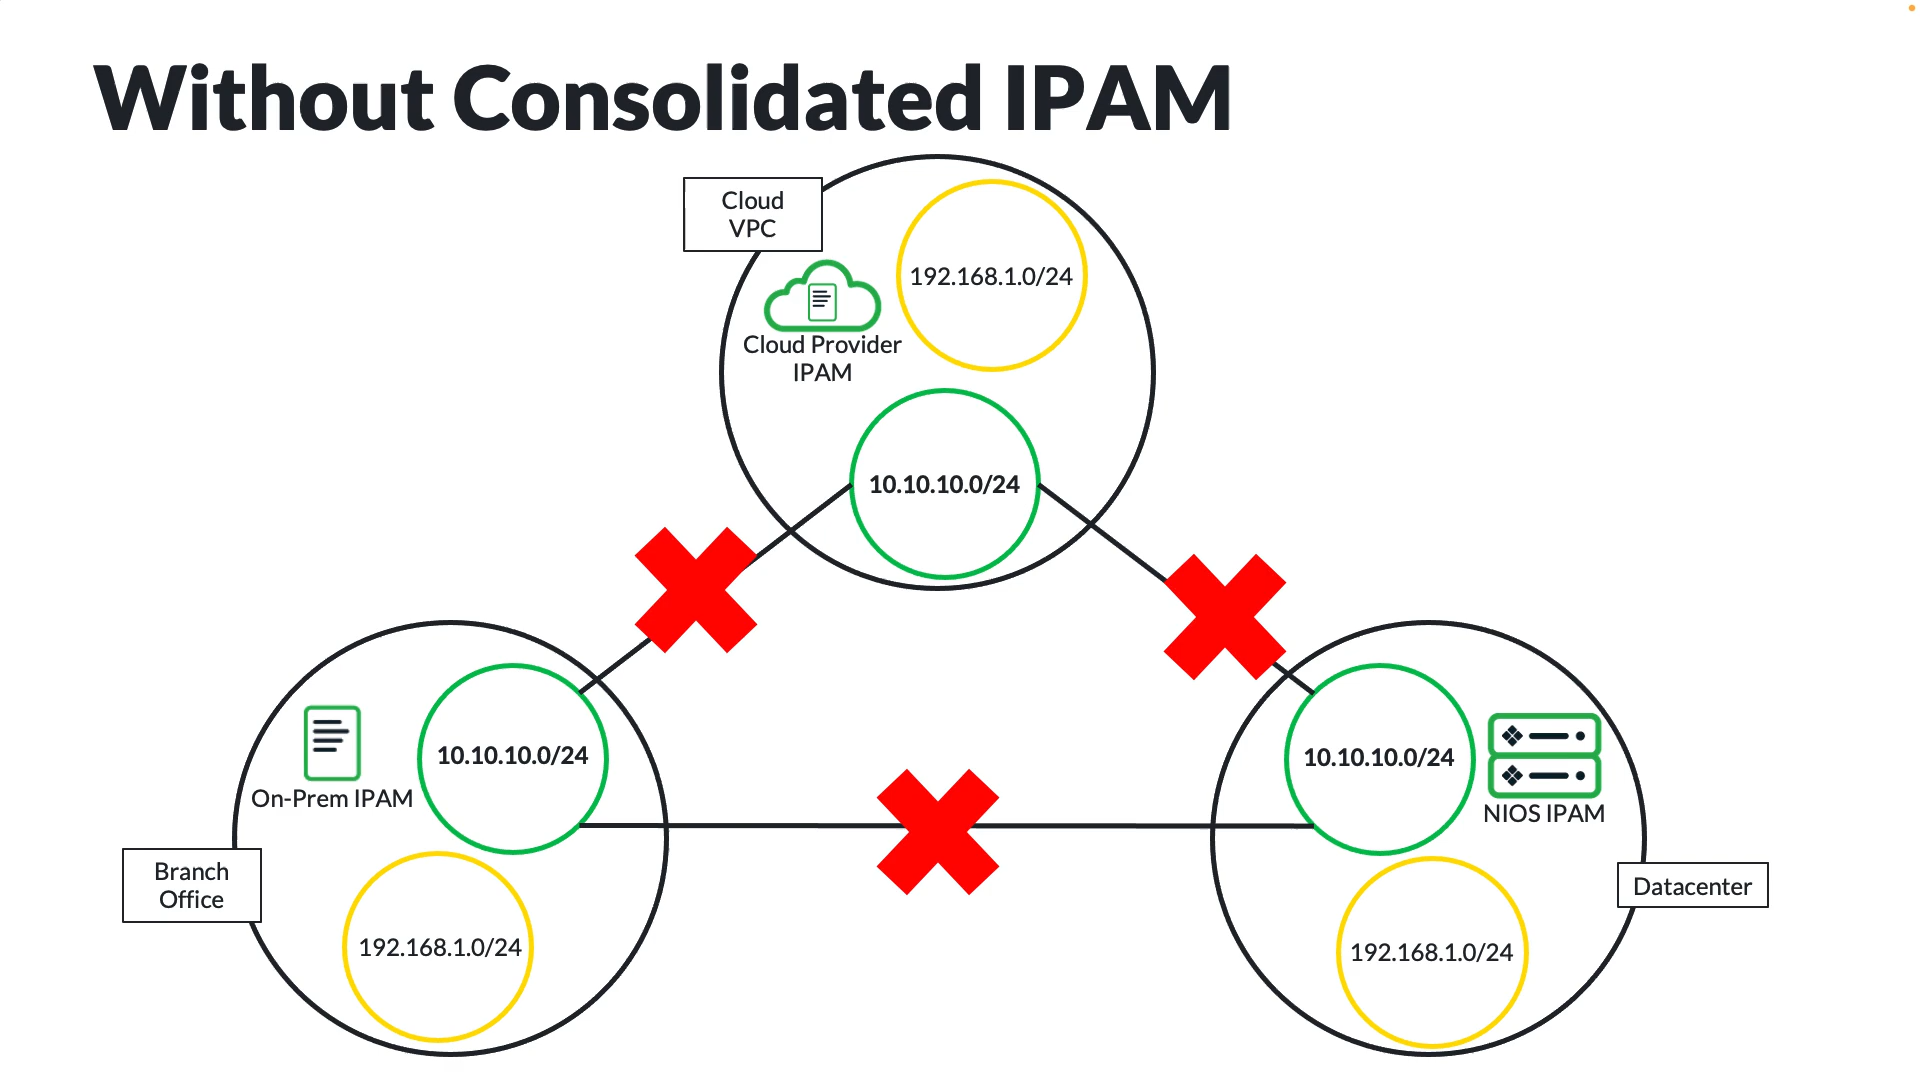 Without Consolidated IPAM
Cloud
VPC
192.168.1.0/24
Cloud Provider
IPAM
10.10.10.0/24
10.10.10.0/24
On-Prem IPAM
Branch
Office
192.168.1.0/24
10.10.10.0/24
NIOS IPAM
Datacenter
192.168.1.0/24